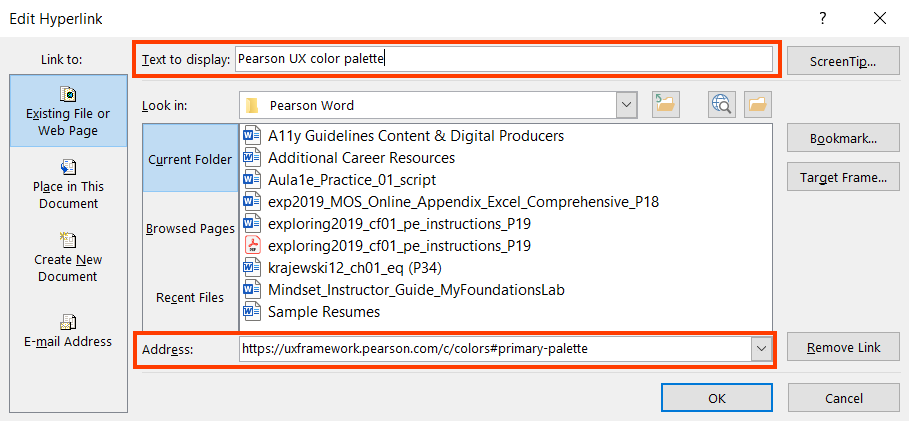 Edit Hyperlink
?
Link to:
Text to display: Pearson UX color palette
ScreenTip...
Existing File or
Web Page
Look in: Pearson Word
Current Folder
A11y Guidelines Content & Digital Producers
Additional Career Resources
Aula1e_Practice_01_script
exp2019_MOS_Online_Appendix_Excel_Comprehensive_P18
exploring2019_cf01_pe_instructions_P19
exploring2019_cf01_pe_instructions_P19
krajewski12_ch01_eq (P34)
Mindset_Instructor_Guide_MyFoundationsLab
Sample Resumes
Bookmark...
Target Frame...
Place in This
Document
Browsed Pages
Create New
Document
Recent Files
E-mail Address
Address: https://uxframework.pearson.com/c/colors#primary-palette
Remove Link
OK
Cancel